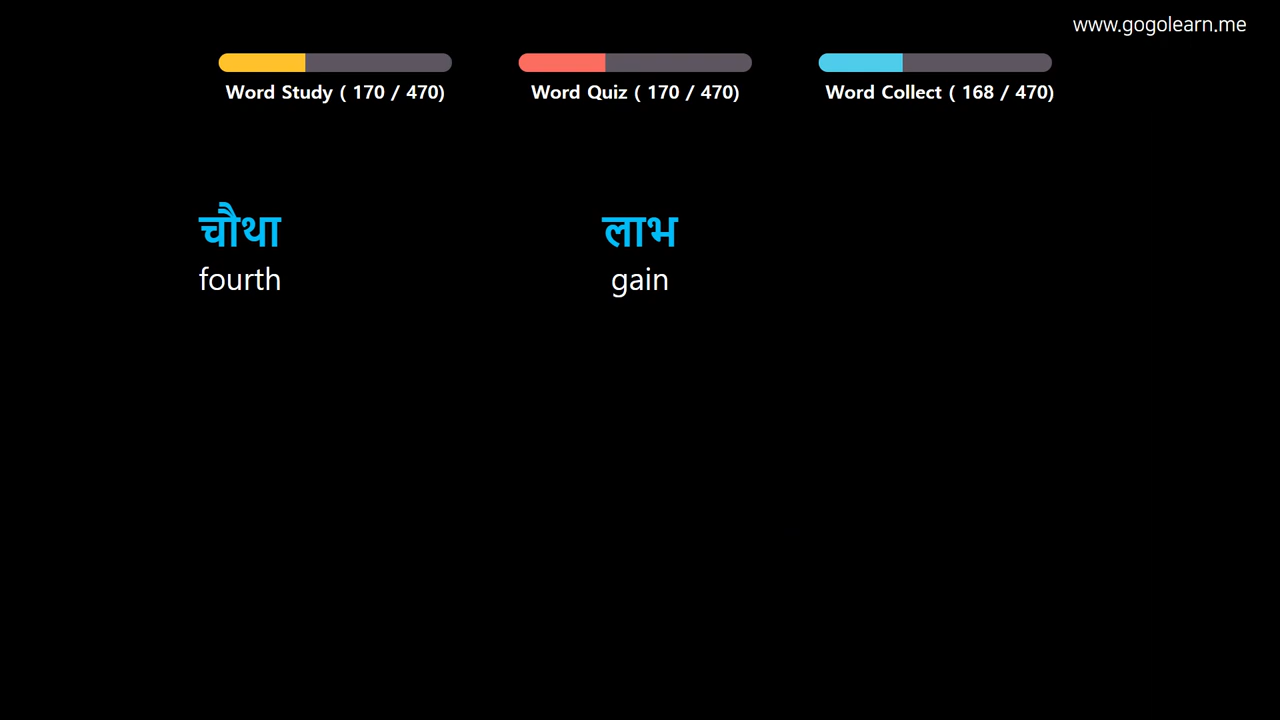 www.gogolearn.me
Word Study ( 170 / 470)
Word Quiz ( 170 / 470)
Word Collect ( 168 / 470)
चौथा
fourth
लाभ
gain